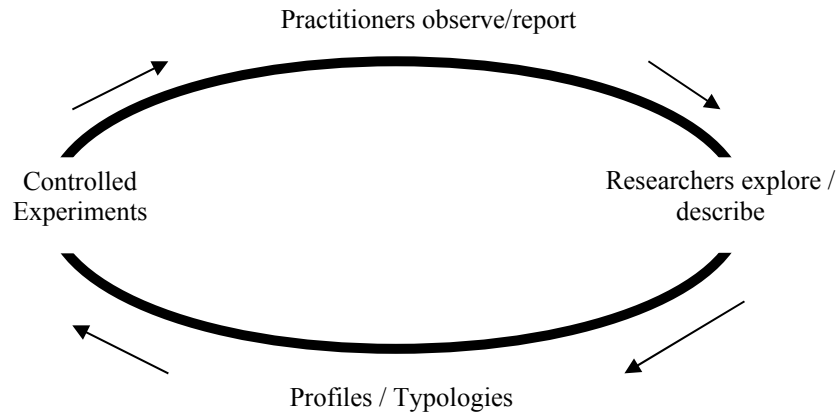 Practitioners observe/report
Controlled
Experiments
Researchers explore /
describe
Profiles / Typologies